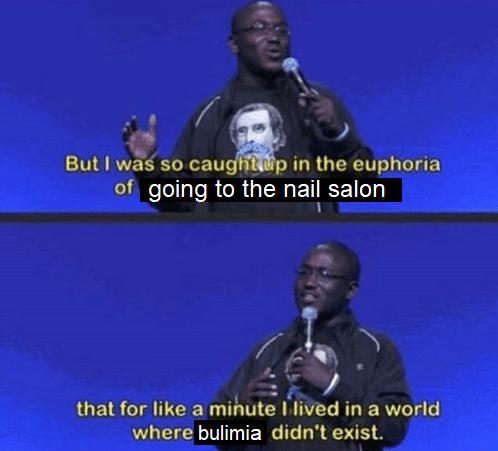 But I was so caught up in the euphoria
of going to the nail salon
that for like a minute I lived in a world
where bulimia didn't exist.